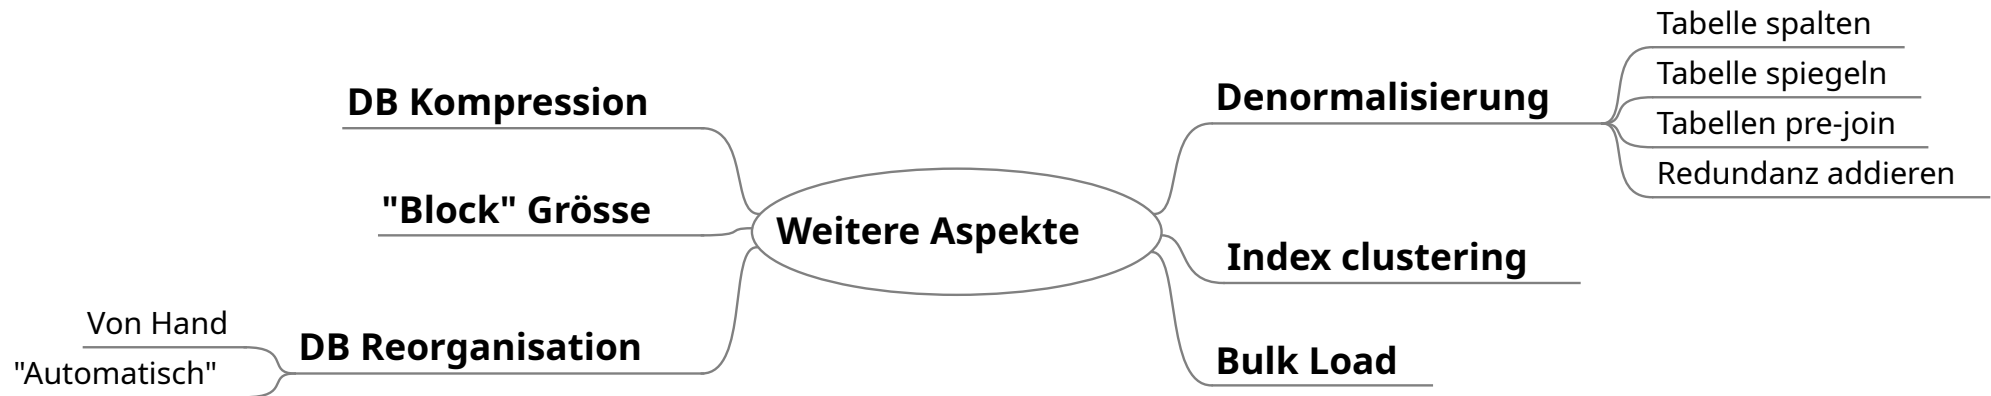 Weitere Aspekte
Denormalisierung
Tabelle spalten
Tabelle spiegeln
Tabellen pre-join
Redundanz addieren
Index clustering
Bulk Load
DB Kompression
"Block" Grösse
DB Reorganisation
Von Hand
"Automatisch"